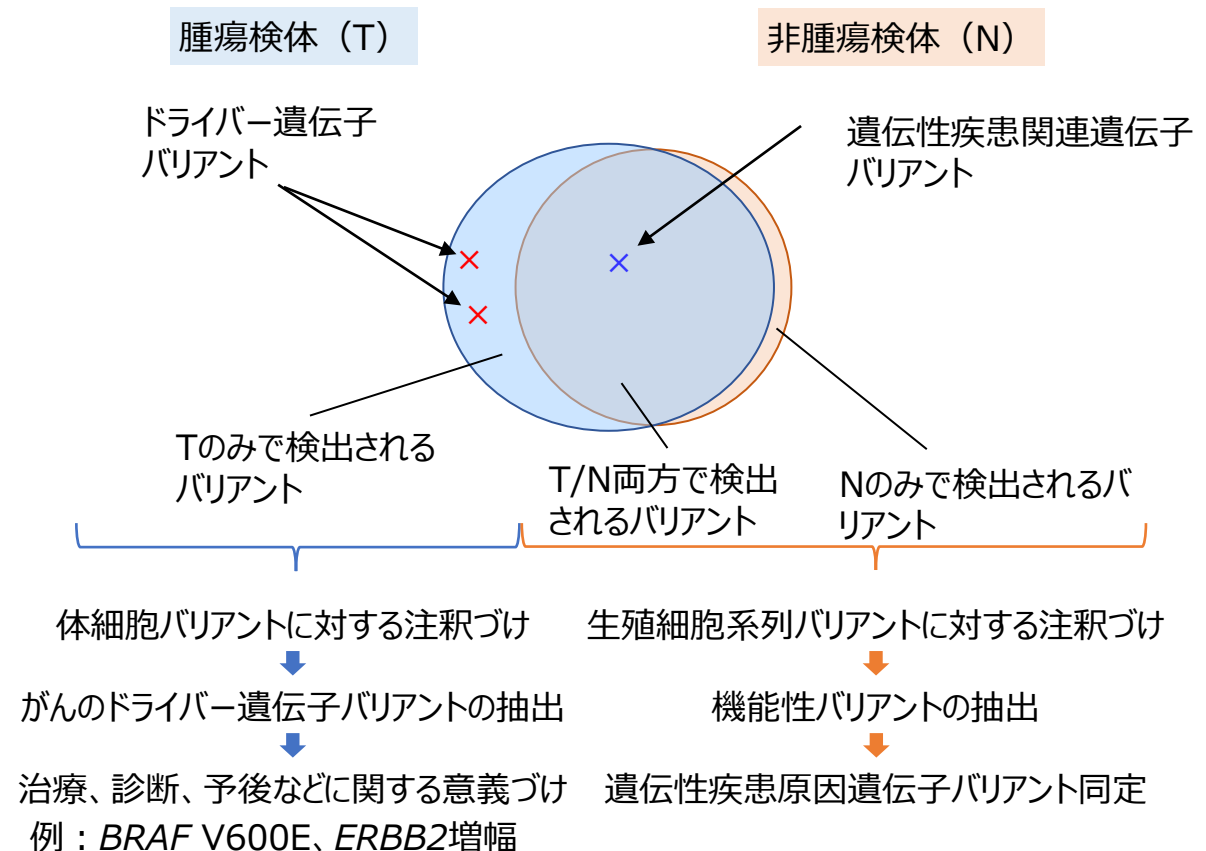 腫瘍検体（T）
非腫瘍検体（N）
ドライバー遺伝子
バリアント
遺伝性疾患関連遺伝子
バリアント
Tのみで検出される
バリアント
T/N両方で検出
されるバリアント
Nのみで検出されるバ
リアント
体細胞バリアントに対する注釈づけ
生殖細胞系列バリアントに対する注釈づけ
がんのドライバー遺伝子バリアントの抽出
機能性バリアントの抽出
治療、診断、予後などに関する意義づけ
例：BRAF V600E、ERBB2増幅
遺伝性疾患原因遺伝子バリアント同定